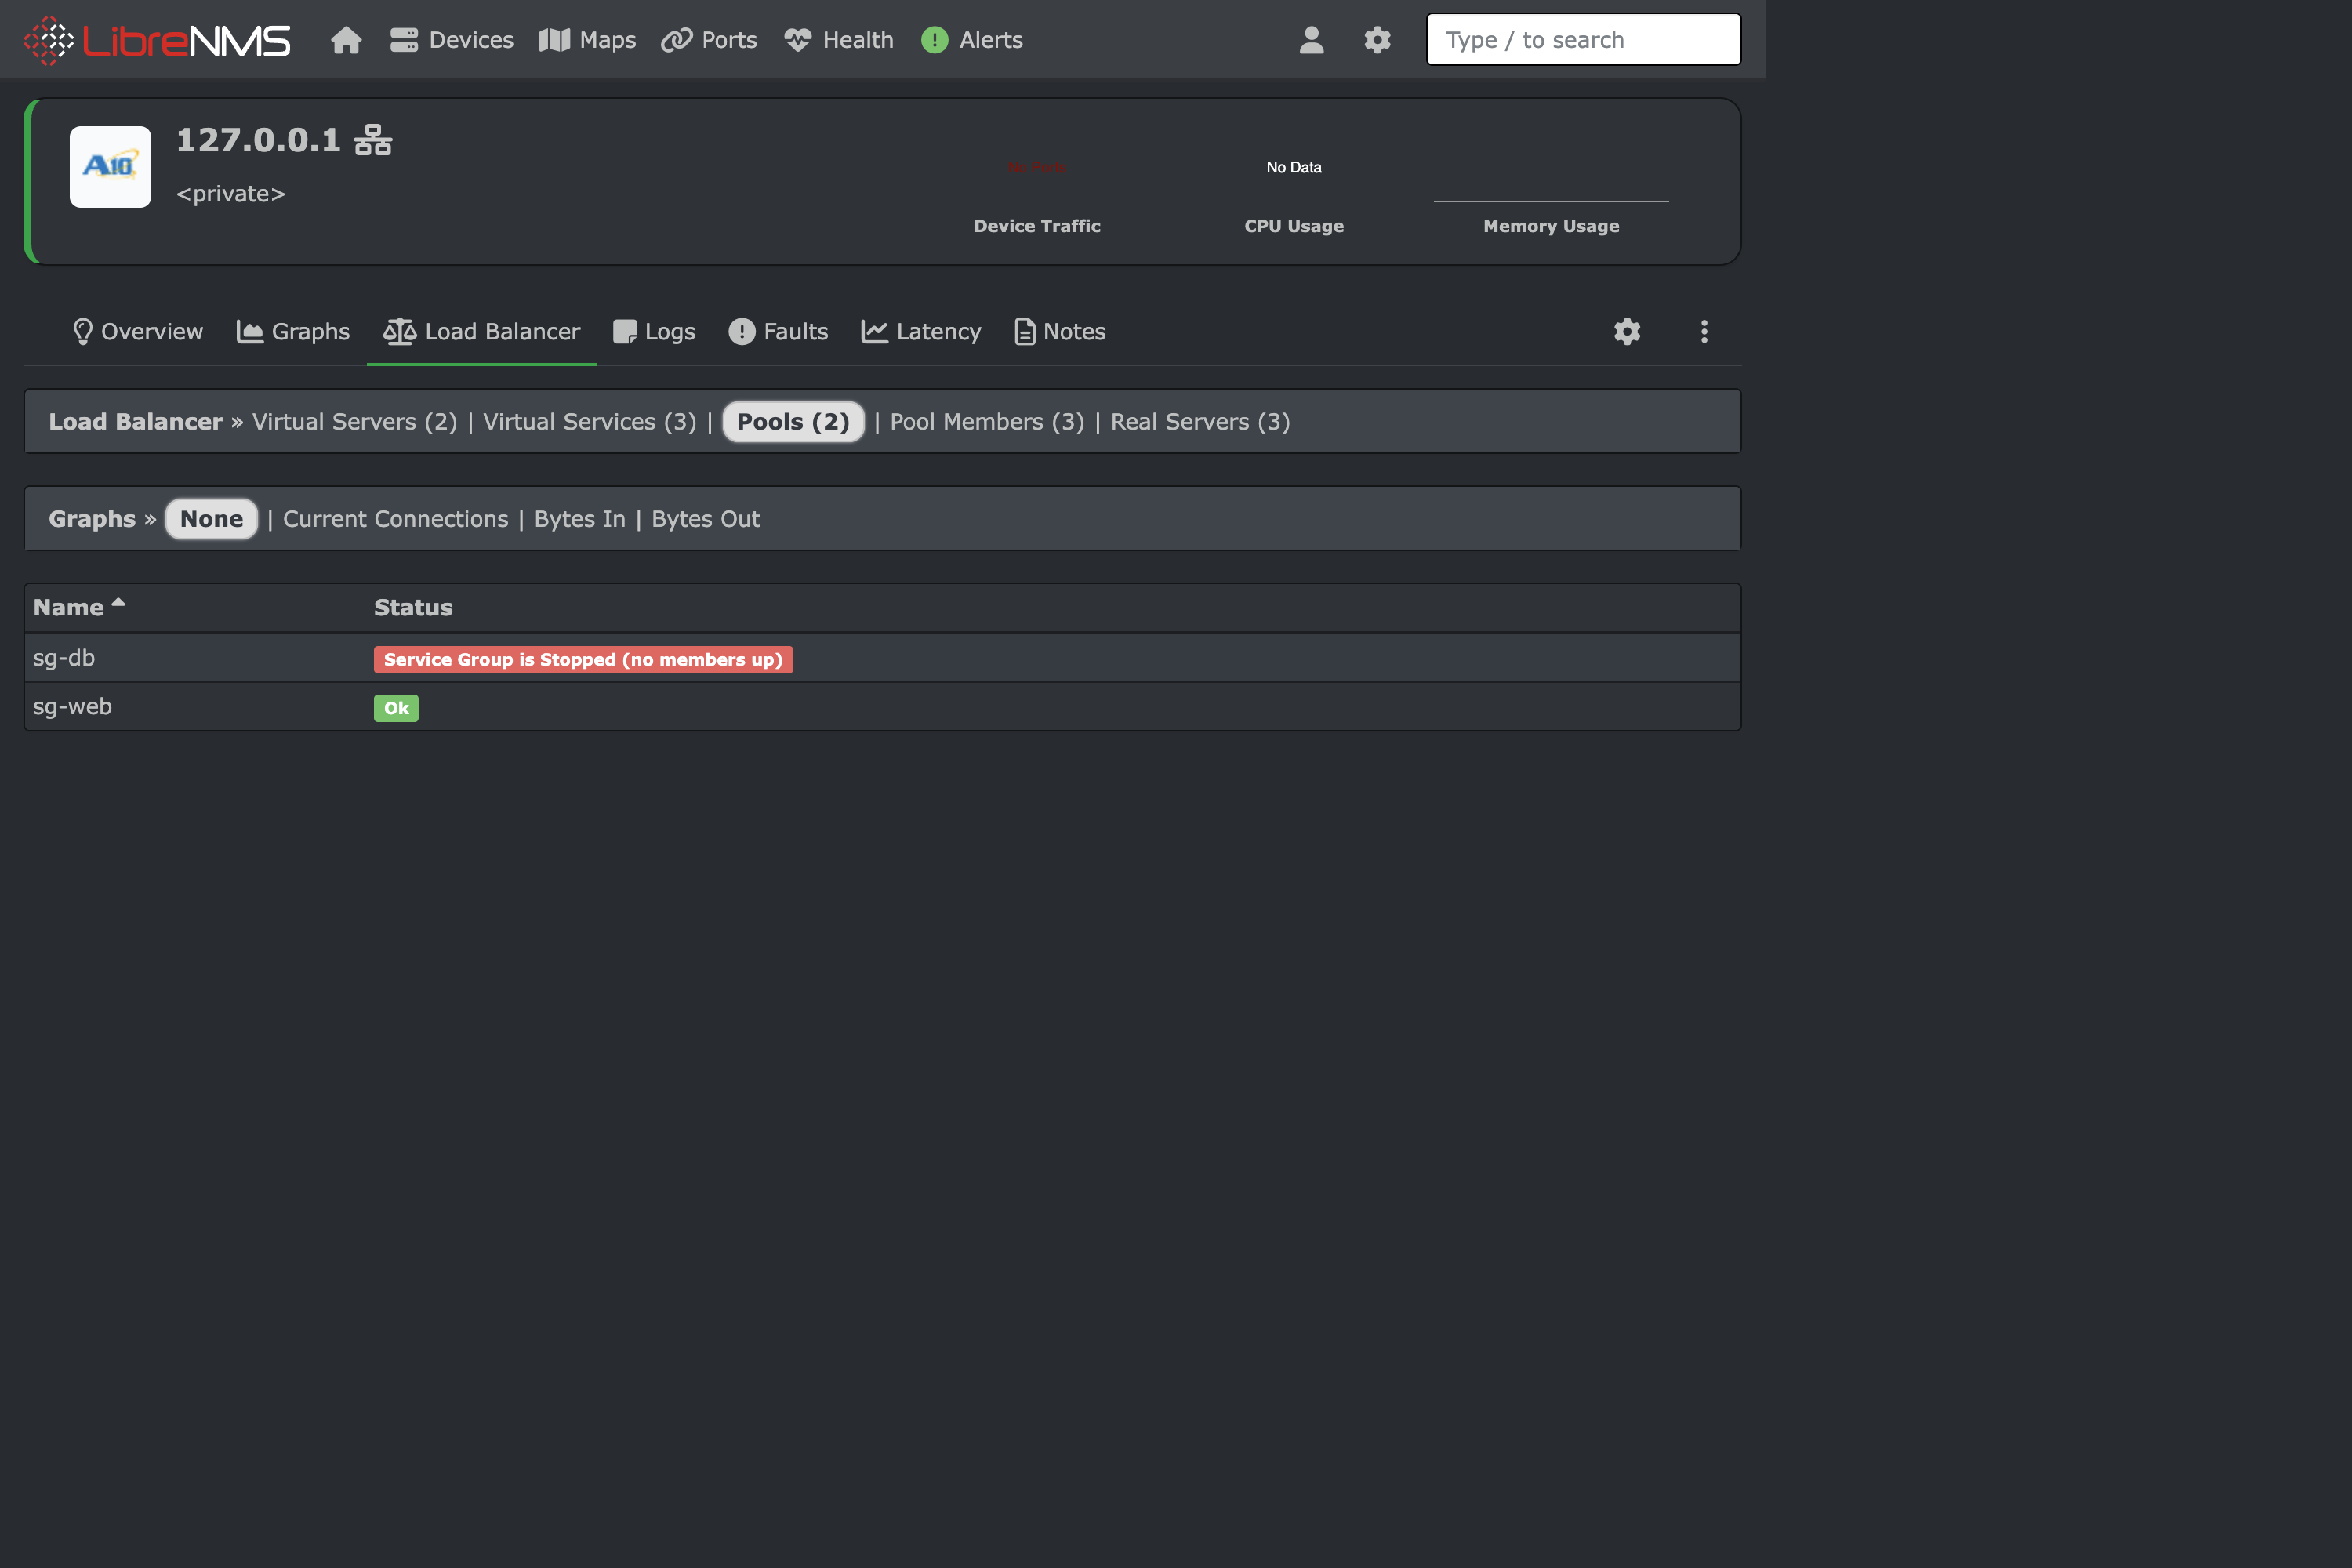 LibreNMS Devices Maps Ports Health Alerts Type / to search
A10
127.0.0.1
<private>
No Ports
No Data
Device Traffic CPU Usage Memory Usage
Overview Graphs Load Balancer Logs Faults Latency Notes
Load Balancer » Virtual Servers (2) | Virtual Services (3) | Pools (2) | Pool Members (3) | Real Servers (3)
Graphs » None | Current Connections | Bytes In | Bytes Out
Name Status
sg-db Service Group is Stopped (no members up)
sg-web Ok